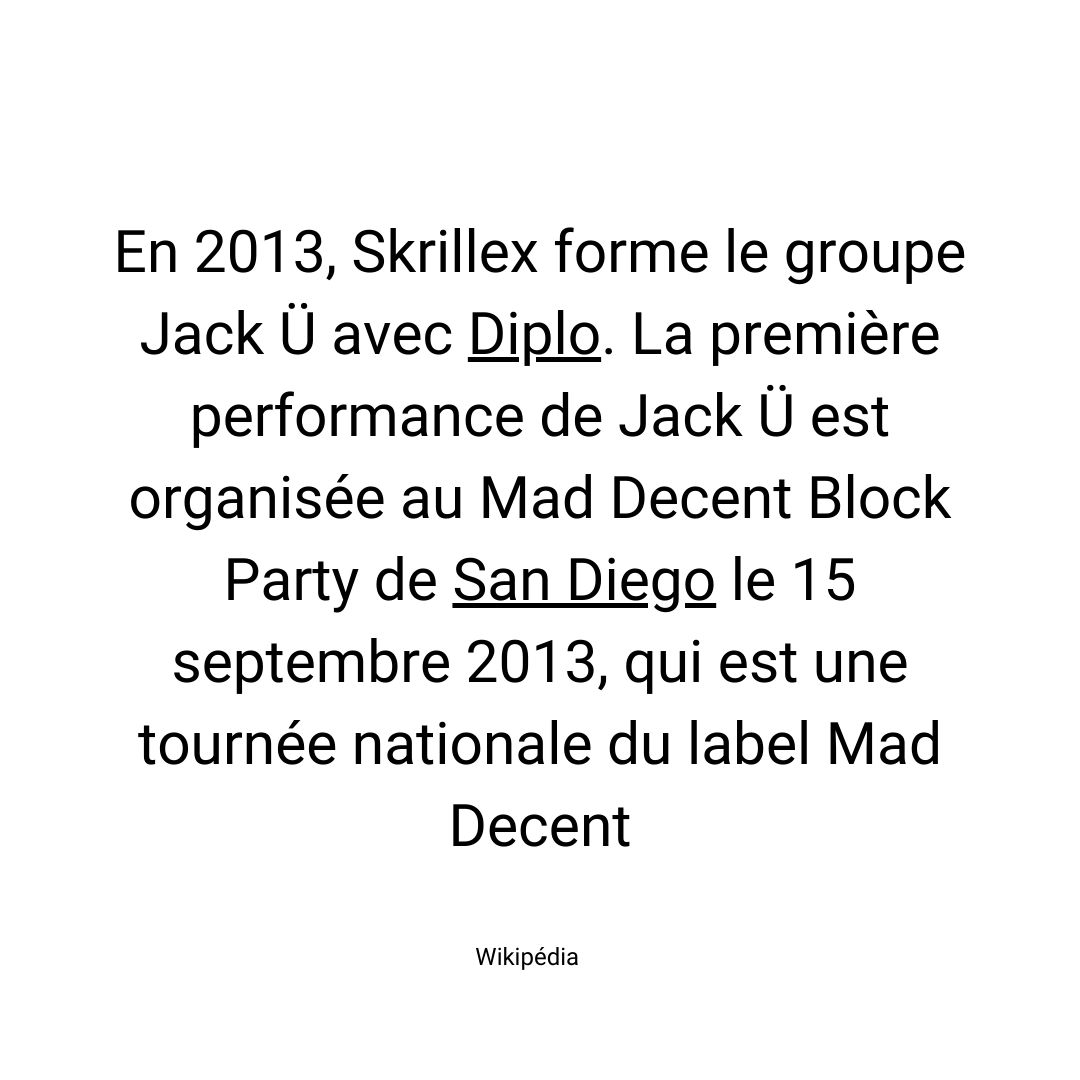 En 2013, Skrillex forme le groupe
Jack Ü avec Diplo. La première
performance de Jack Ü est
organisée au Mad Decent Block
Party de San Diego le 15
septembre 2013, qui est une
tournée nationale du label Mad
Decent
Wikipédia